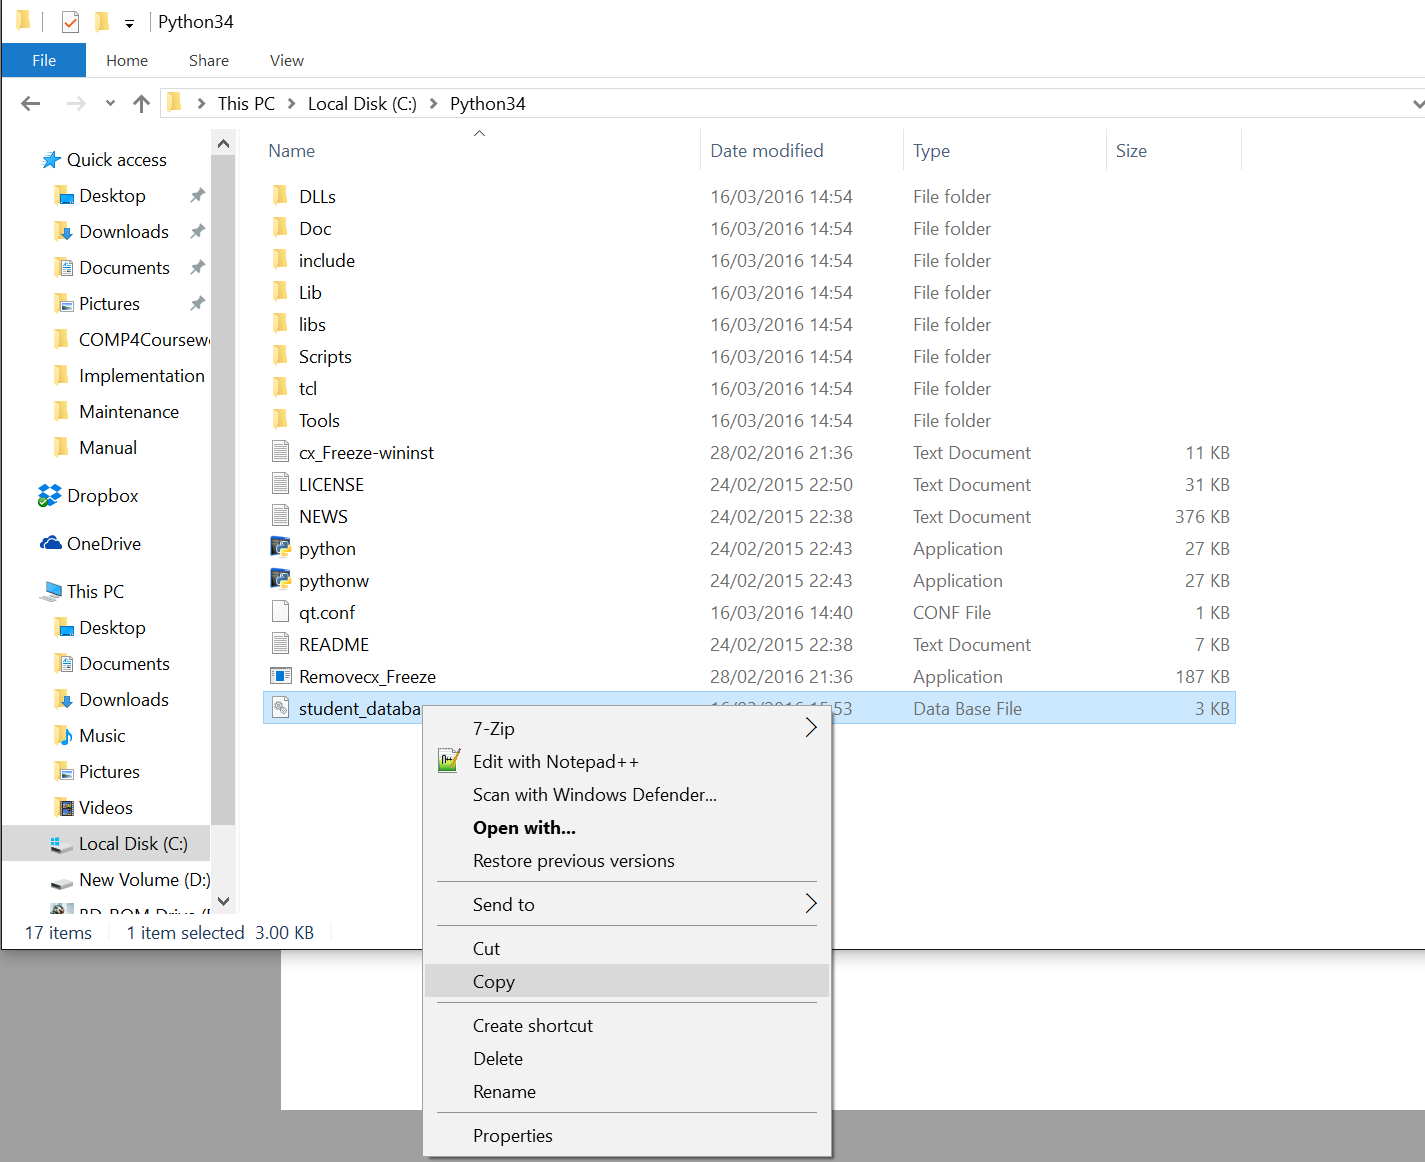 Python34
File Home Share View
This PC Local Disk (C:) Python34
Name Date modified Type Size
Quick access
Desktop
Downloads
Documents
Pictures
COMP4Coursew
Implementation
Maintenance
Manual
Dropbox
OneDrive
This PC
Desktop
Documents
Downloads
Music
Pictures
Videos
Local Disk (C:)
New Volume (D:)
DLLs 16/03/2016 14:54 File folder
Doc 16/03/2016 14:54 File folder
include 16/03/2016 14:54 File folder
Lib 16/03/2016 14:54 File folder
libs 16/03/2016 14:54 File folder
Scripts 16/03/2016 14:54 File folder
tcl 16/03/2016 14:54 File folder
Tools 16/03/2016 14:54 File folder
cx_Freeze-wininst 28/02/2016 21:36 Text Document 11 KB
LICENSE 24/02/2015 22:50 Text Document 31 KB
NEWS 24/02/2015 22:38 Text Document 376 KB
python 24/02/2015 22:43 Application 27 KB
pythonw 24/02/2015 22:43 Application 27 KB
qt.conf 16/03/2016 14:40 CONF File 1 KB
README 24/02/2015 22:38 Text Document 7 KB
Removecx_Freeze 28/02/2016 21:36 Application 187 KB
student_databa Data Base File 3 KB
7-Zip
Edit with Notepad++
Scan with Windows Defender...
Open with...
Restore previous versions
Send to
Cut
Copy
Create shortcut
Delete
Rename
Properties
17 items 1 item selected 3.00 KB